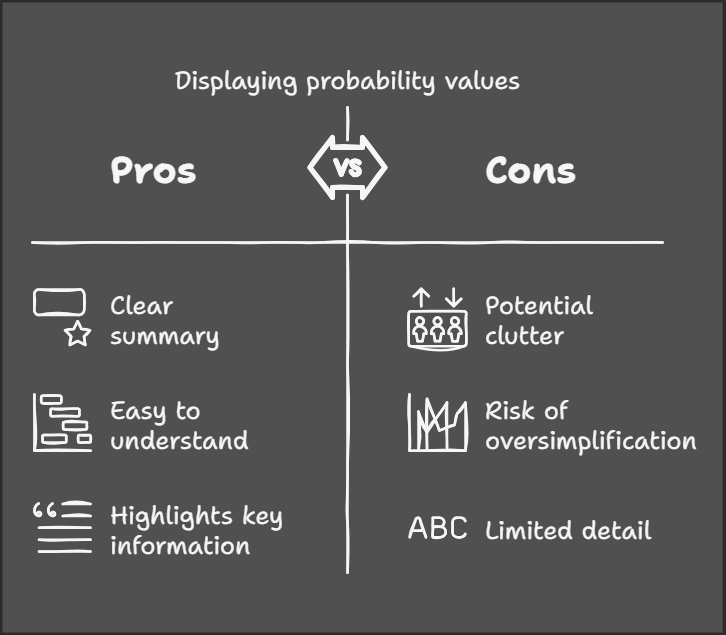 Displaying probability values
Pros
VS
Cons
Clear
summary
Easy to
understand
Highlights key
information
Potential
clutter
Risk of
oversimplification
ABC
Limited detail